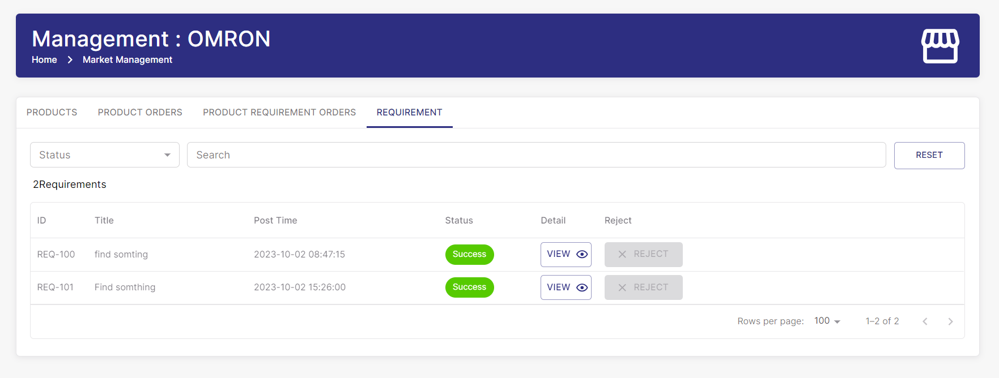 Management : OMRON
Home > Market Management
PRODUCTS PRODUCT ORDERS PRODUCT REQUIREMENT ORDERS REQUIREMENT
Status Search RESET
2Requirements
ID Title Post Time Status Detail Reject
REQ-100 find somting 2023-10-02 08:47:15 Success VIEW REJECT
REQ-101 Find somthing 2023-10-02 15:26:00 Success VIEW REJECT
Rows per page: 100 1–2 of 2